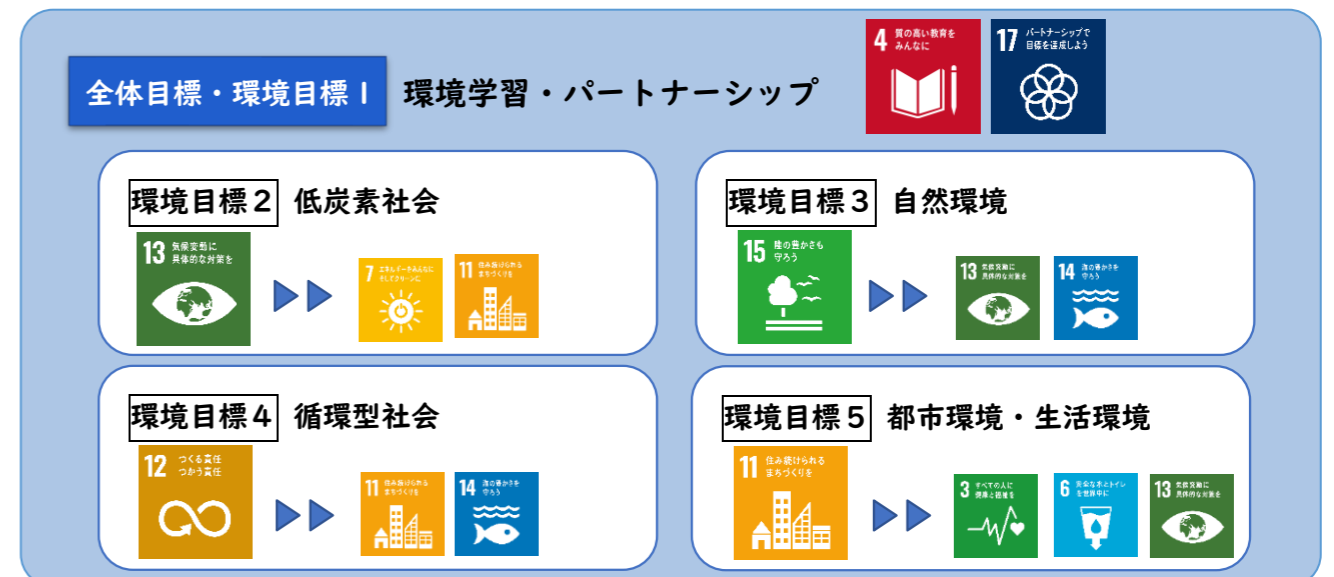 全体目標・環境目標1 環境学習・パートナーシップ
4 質の高い教育を
みんなに
17 パートナーシップで
目標を達成しよう
環境目標2 低炭素社会
13 気候変動に
具体的な対策を
7 エネルギーをみんなに
そしてクリーンに
11 住み続けられる
まちづくりを
環境目標3 自然環境
15 陸の豊かさも
守ろう
13 気候変動に
具体的な対策を
14 海の豊かさを
守ろう
環境目標4 循環型社会
12 つくる責任
つかう責任
11 住み続けられる
まちづくりを
14 海の豊かさを
守ろう
環境目標5 都市環境・生活環境
11 住み続けられる
まちづくりを
3 すべての人に
健康と福祉を
6 安全な水とトイレ
を世界中に
13 気候変動に
具体的な対策を